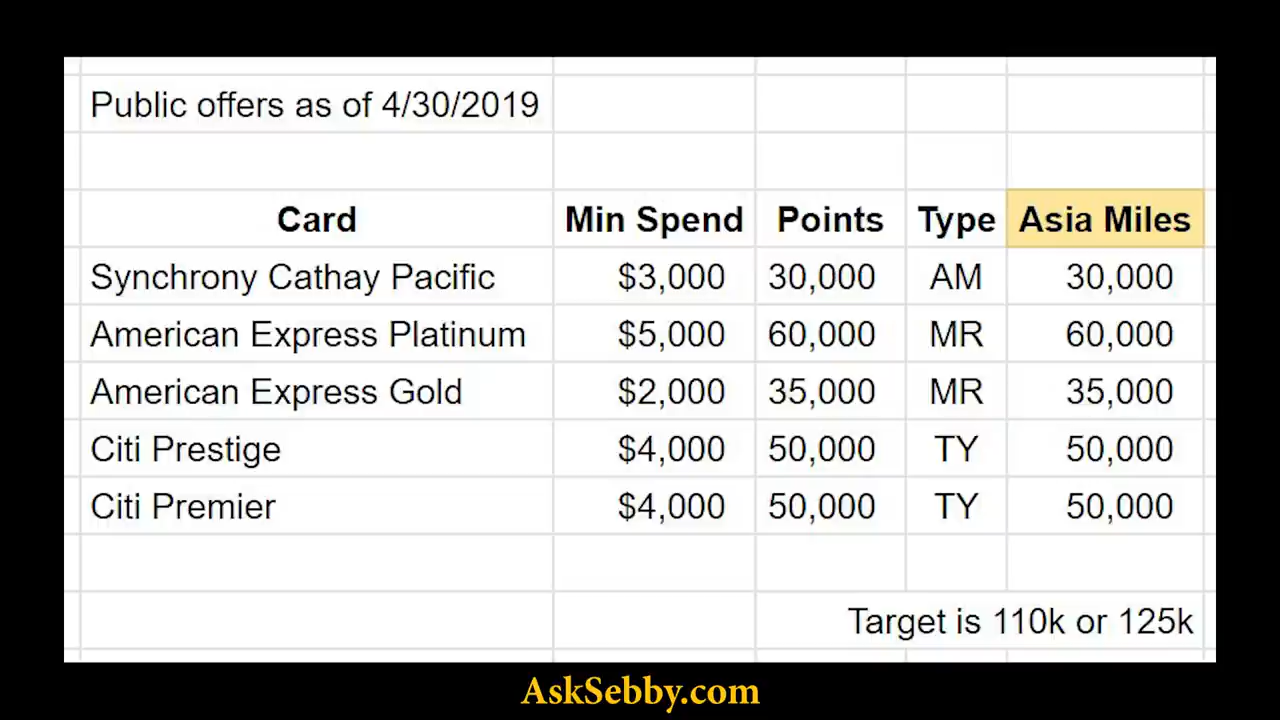 Public offers as of 4/30/2019
Card Min Spend Points Type Asia Miles
Synchrony Cathay Pacific $3,000 30,000 AM 30,000
American Express Platinum $5,000 60,000 MR 60,000
American Express Gold $2,000 35,000 MR 35,000
Citi Prestige $4,000 50,000 TY 50,000
Citi Premier $4,000 50,000 TY 50,000
Target is 110k or 125k
AskSebby.com